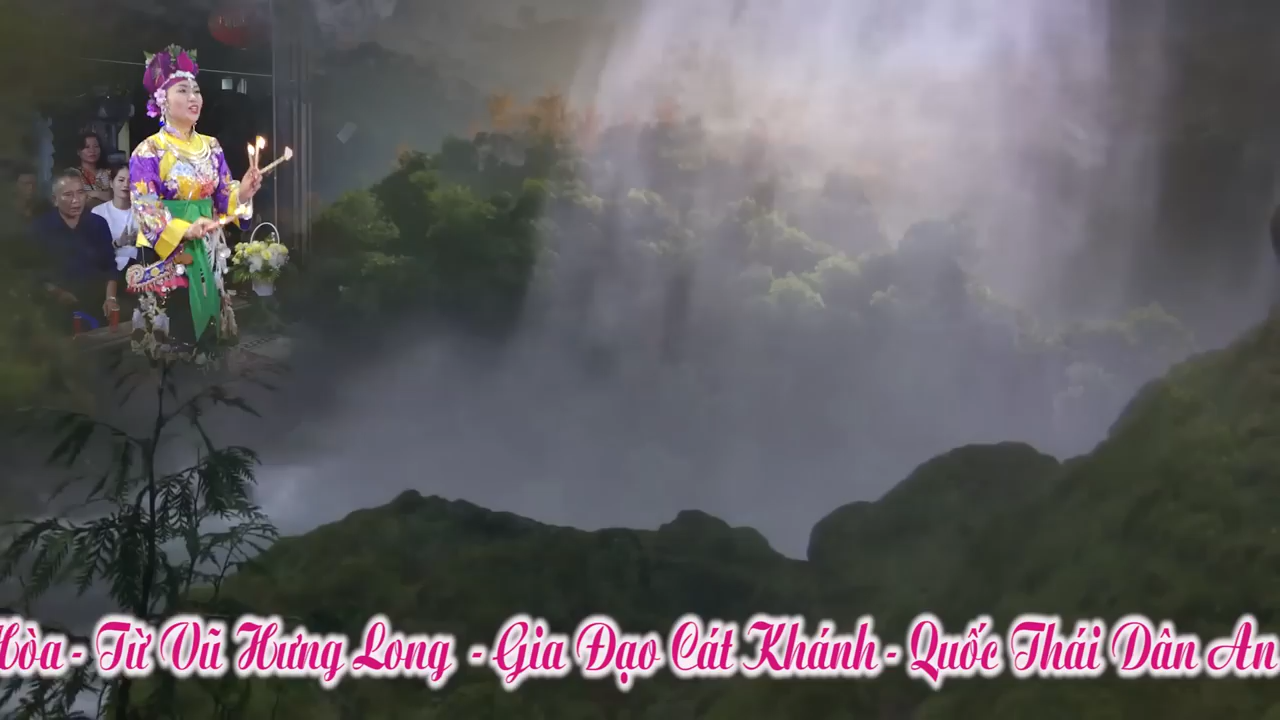 Hòa - Từ Vũ Hưng Long - Gia Đạo Cát Khánh - Quốc Thái Dân An